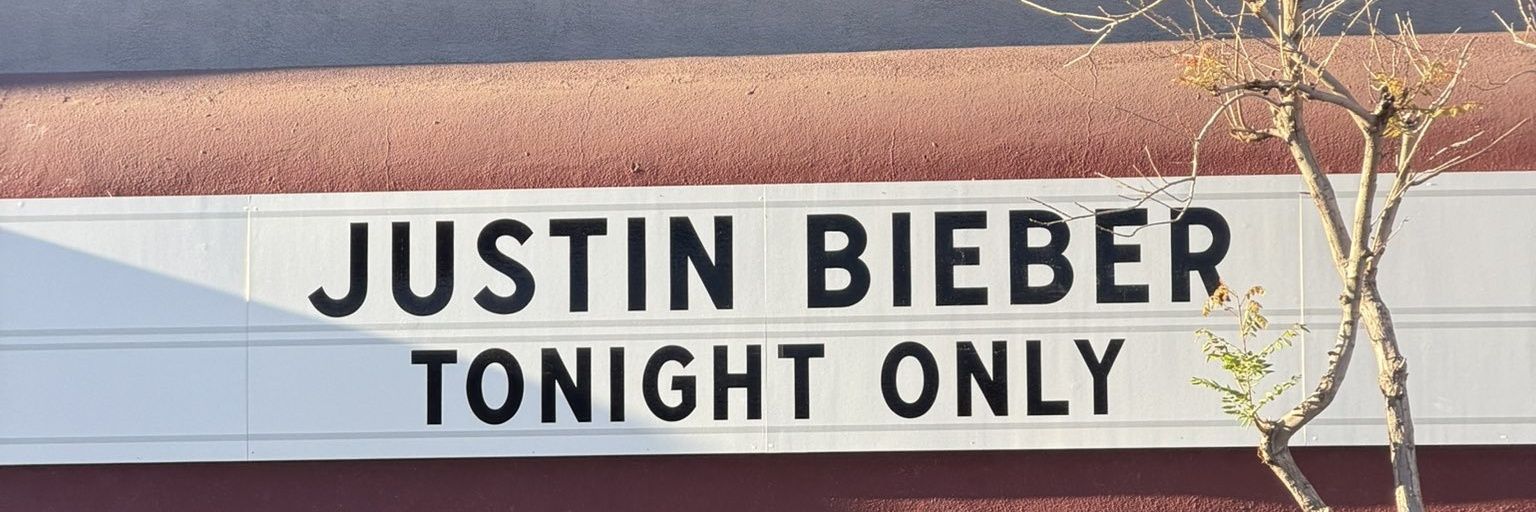 JUSTIN BIEBER
TONIGHT ONLY